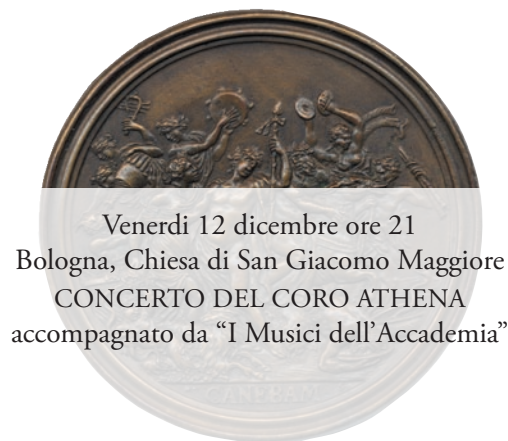 Venerdi 12 dicembre ore 21
Bologna, Chiesa di San Giacomo Maggiore
CONCERTO DEL CORO ATHENA
accompagnato da “I Musici dell’Accademia”